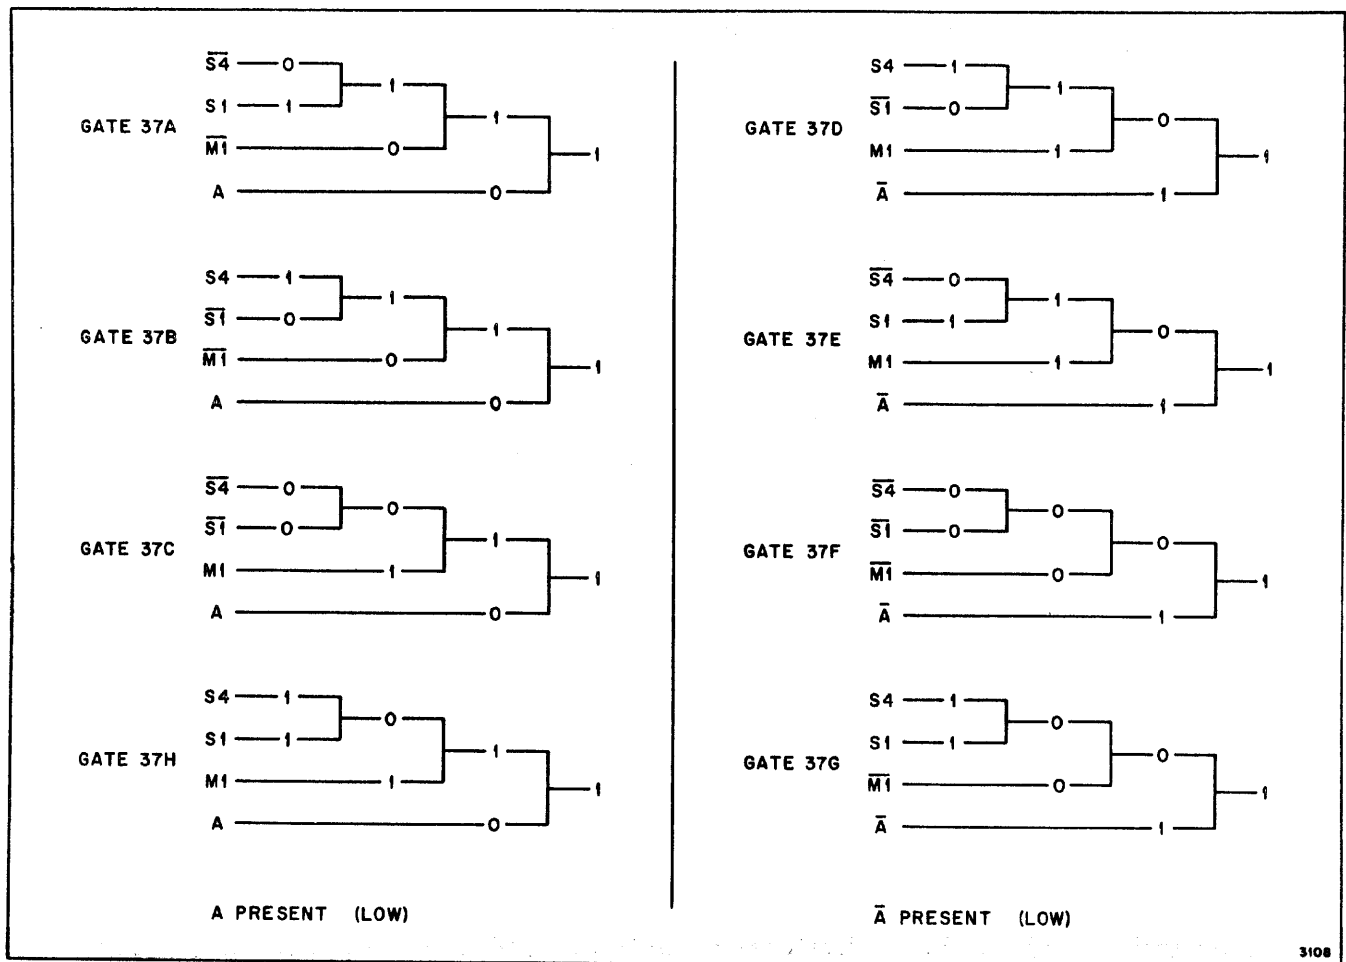 S̅4̅ 0
1
S1 1
1
GATE 37A
M̅1̅ 0
1
A 0
S4 1
1
S̅1̅ 0
1
GATE 37B
M̅1̅ 0
1
A 0
S̅4̅ 0
0
S̅1̅ 0
1
GATE 37C
M1 1
1
A 0
S4 1
0
S1 1
1
GATE 37H
M1 1
1
A 0
A PRESENT (LOW)
S4 1
1
S̅1̅ 0
0
GATE 37D
M1 1
1
A̅ 1
S̅4̅ 0
1
S1 1
0
GATE 37E
M1 1
1
A̅ 1
S̅4̅ 0
0
S̅1̅ 0
0
GATE 37F
M̅1̅ 0
1
A̅ 1
S4 1
0
S1 1
0
GATE 37G
M̅1̅ 0
1
A̅ 1
A̅ PRESENT (LOW)
3108